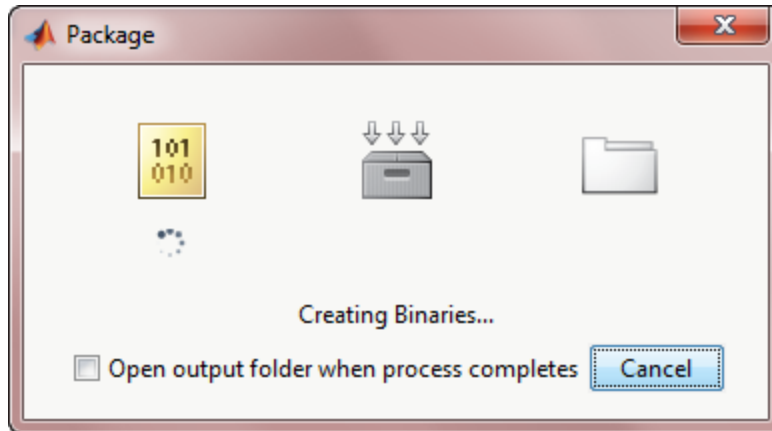 Package
101
010
Creating Binaries...
Open output folder when process completes Cancel